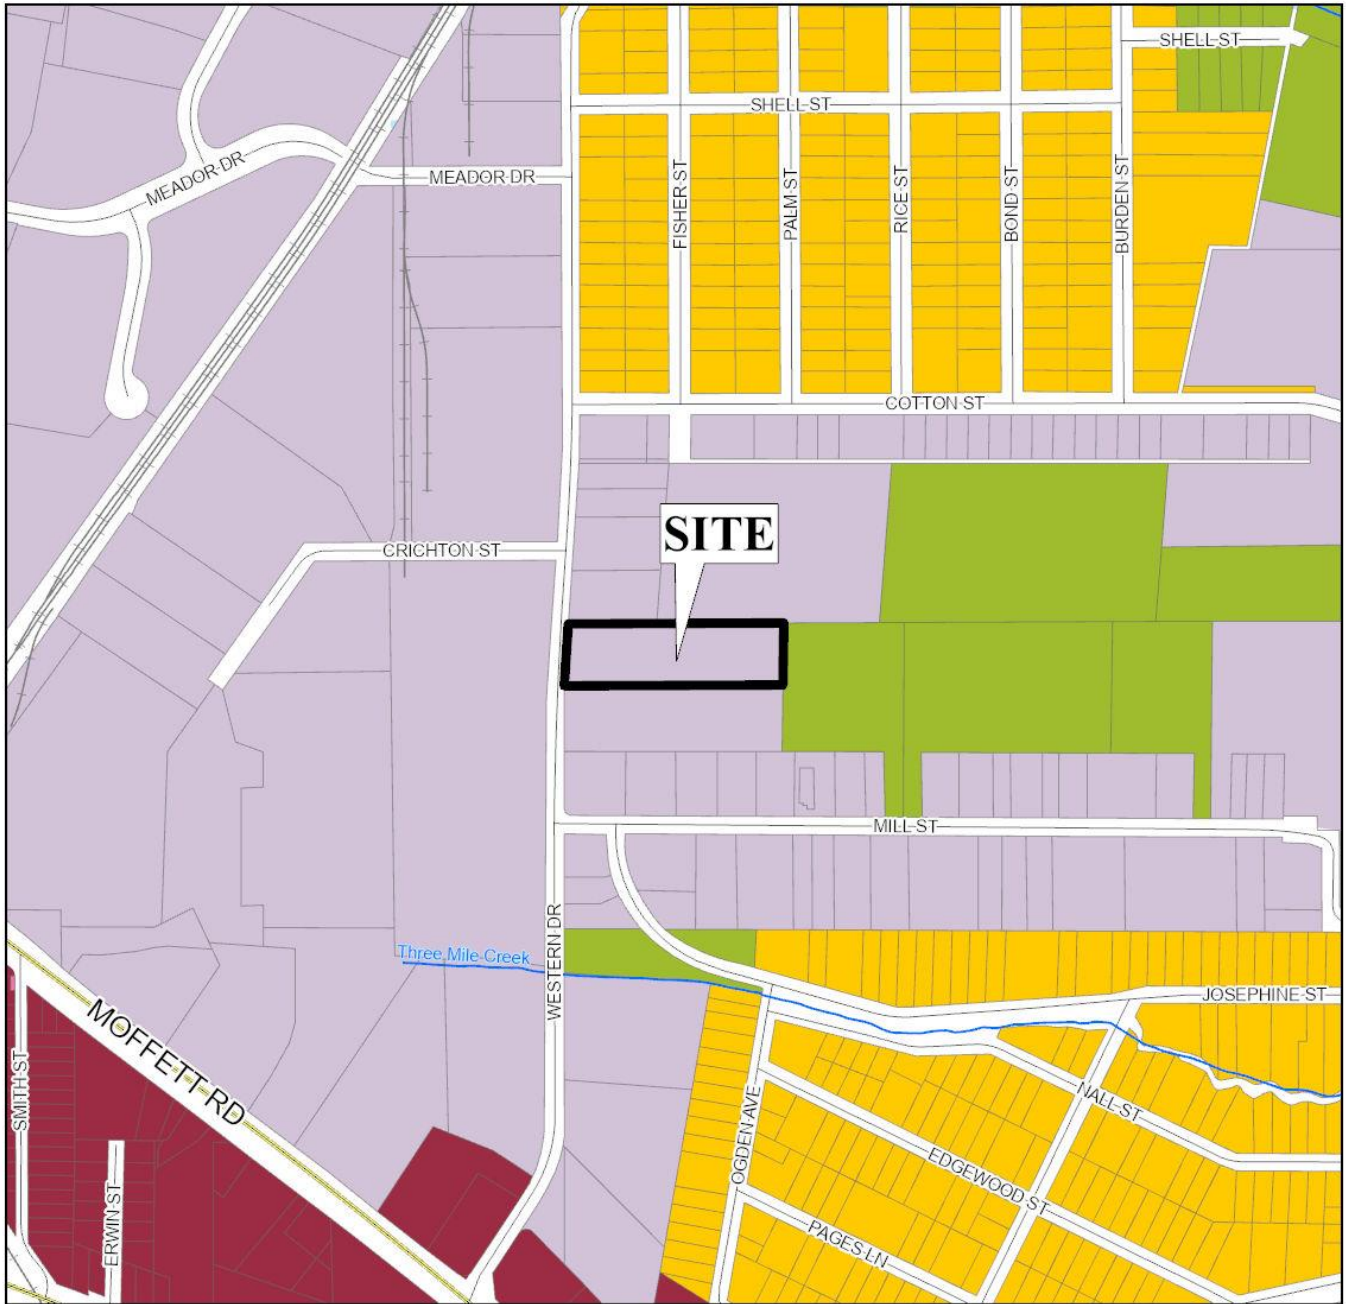 SHELL ST
SHELL ST
MEADOR DR
MEADOR DR
FISHER ST
PALM ST
RICE ST
BOND ST
BURDEN ST
COTTON ST
SITE
CRICHTON ST
MILL ST
WESTERN DR
Three Mile Creek
JOSEPHINE ST
MOFFETT RD
SMITH ST
ERWIN ST
OGDEN AVE
NALL ST
EDGEWOOD ST
PAGES LN